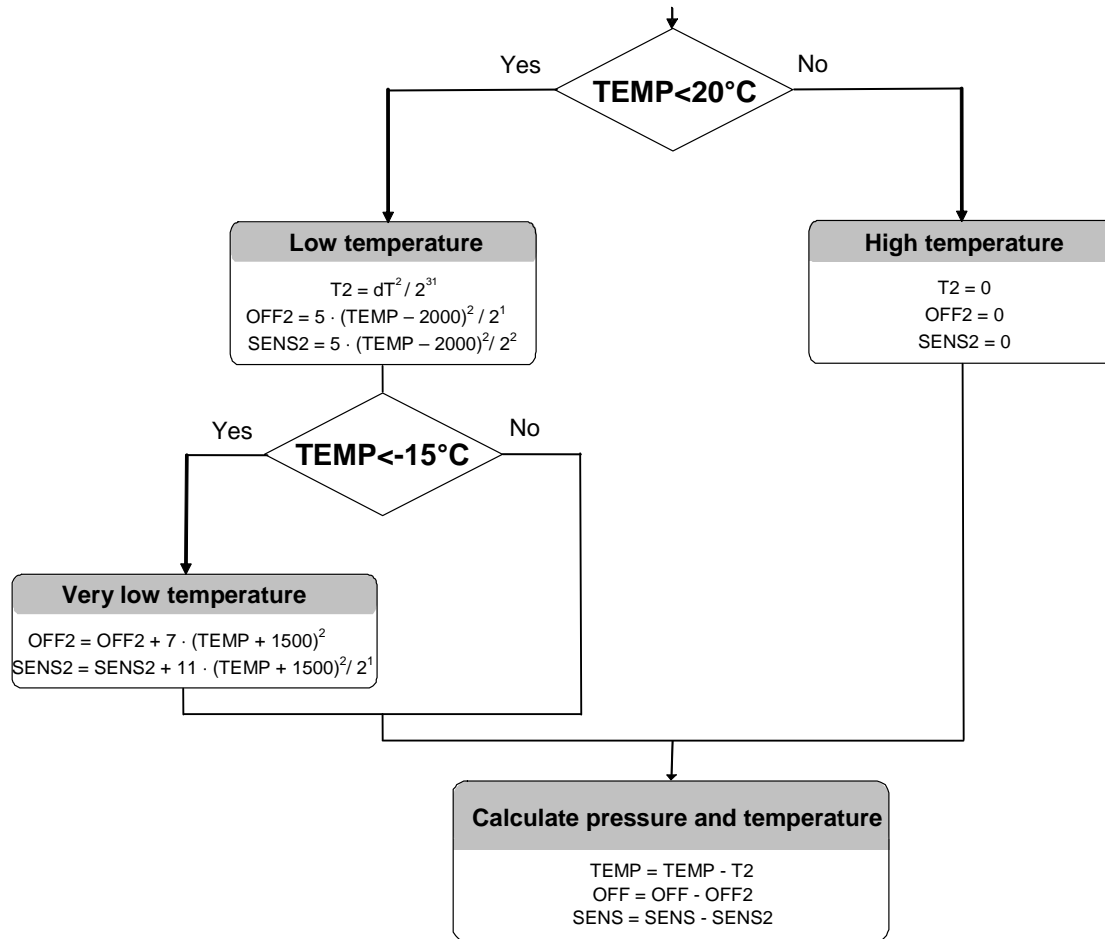 Yes
No
TEMP<20°C
Low temperature
T2 = dT² / 2³¹
OFF2 = 5 · (TEMP – 2000)² / 2¹
SENS2 = 5 · (TEMP – 2000)²/ 2²
High temperature
T2 = 0
OFF2 = 0
SENS2 = 0
Yes
No
TEMP<-15°C
Very low temperature
OFF2 = OFF2 + 7 · (TEMP + 1500)²
SENS2 = SENS2 + 11 · (TEMP + 1500)²/ 2¹
Calculate pressure and temperature
TEMP = TEMP - T2
OFF = OFF - OFF2
SENS = SENS - SENS2